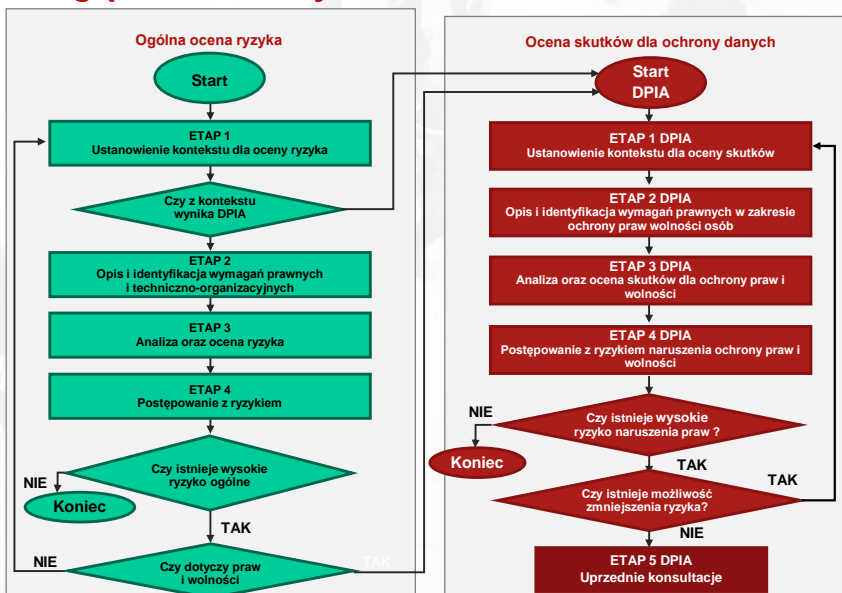 Ogólna ocena ryzyka
Start
ETAP 1
Ustanowienie kontekstu dla oceny ryzyka
Czy z kontekstu
wynika DPIA
ETAP 2
Opis i identyfikacja wymagań prawnych
i techniczno-organizacyjnych
ETAP 3
Analiza oraz ocena ryzyka
ETAP 4
Postępowanie z ryzykiem
Czy istnieje wysokie
ryzyko ogólne
NIE
Koniec
TAK
NIE
Czy dotyczy praw
i wolności
TAK
Ocena skutków dla ochrony danych
Start
DPIA
ETAP 1 DPIA
Ustanowienie kontekstu dla oceny skutków
ETAP 2 DPIA
Opis i identyfikacja wymagań prawnych w zakresie
ochrony praw wolności osób
ETAP 3 DPIA
Analiza oraz ocena skutków dla ochrony praw i
wolności
ETAP 4 DPIA
Postępowanie z ryzykiem naruszenia ochrony praw i
wolności
NIE
Czy istnieje wysokie
ryzyko naruszenia praw ?
Koniec
TAK
TAK
Czy istnieje możliwość
zmniejszenia ryzyka?
NIE
ETAP 5 DPIA
Uprzednie konsultacje